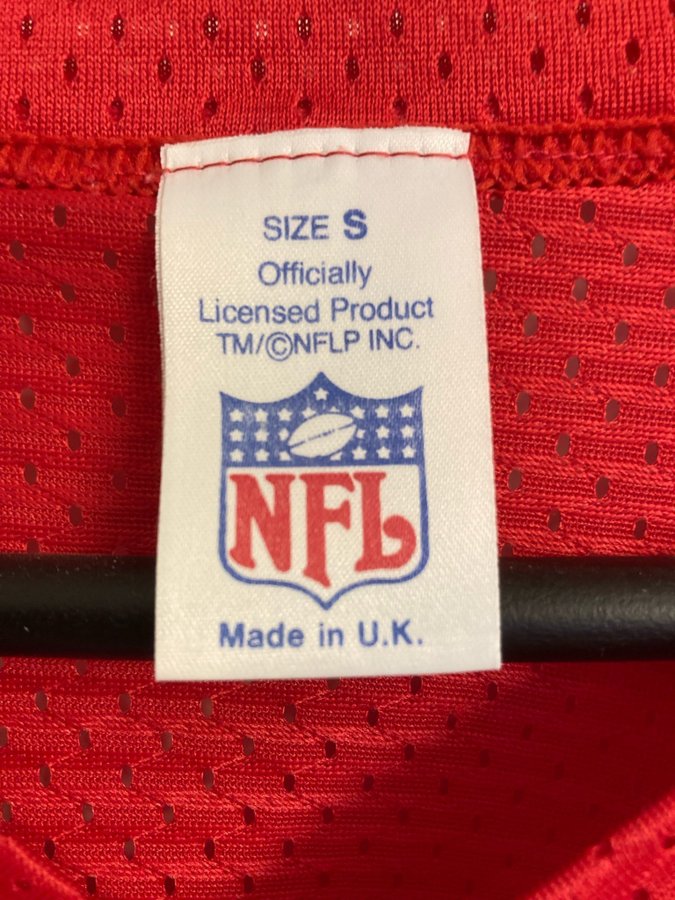 SIZE S
Officially
Licensed Product
TM/©NFLP INC.
NFL
Made in U.K.